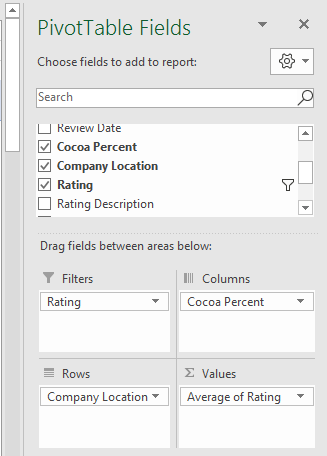 PivotTable Fields
Choose fields to add to report:
Search
Review Date
Cocoa Percent
Company Location
Rating
Rating Description
Drag fields between areas below:
Filters
Columns
Rating
Cocoa Percent
Rows
Values
Company Location
Average of Rating